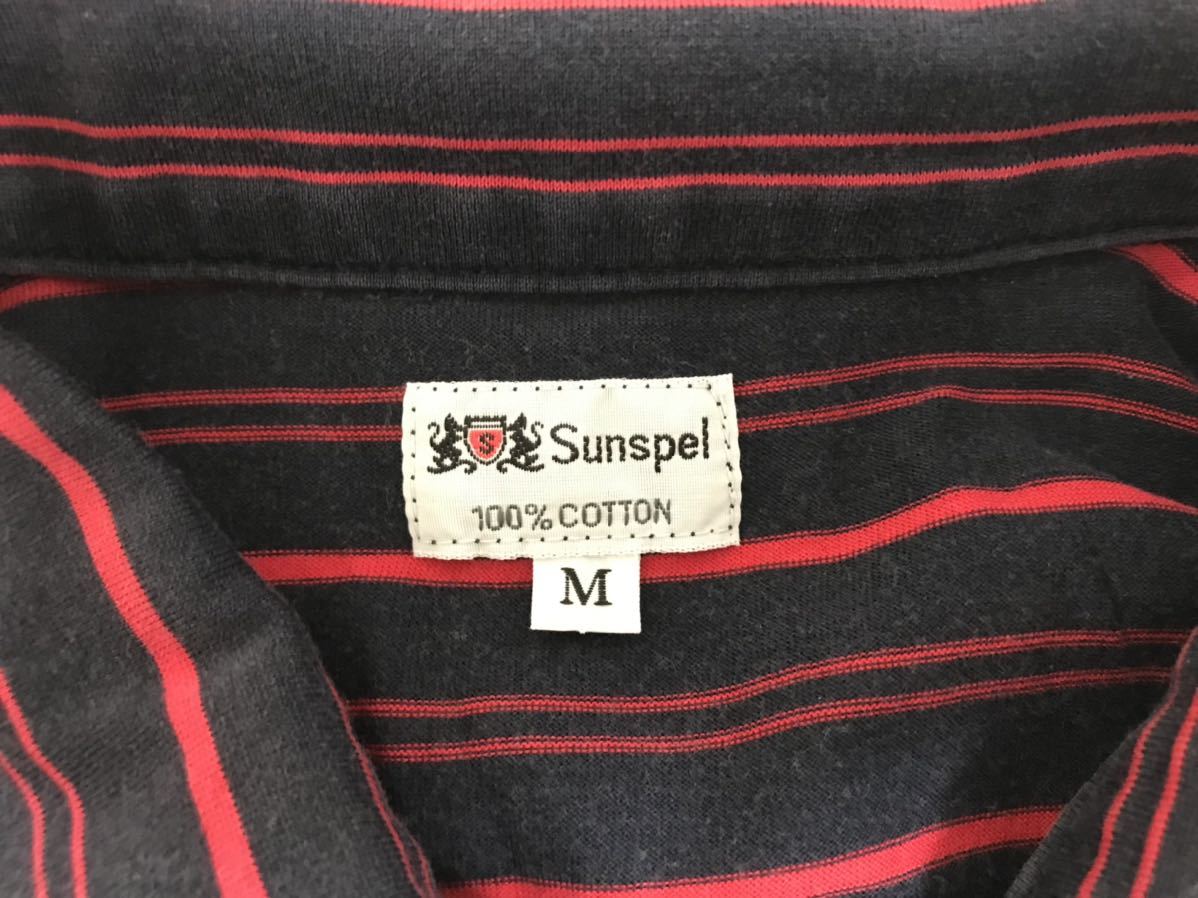 S
Sunspel
100% COTTON
M